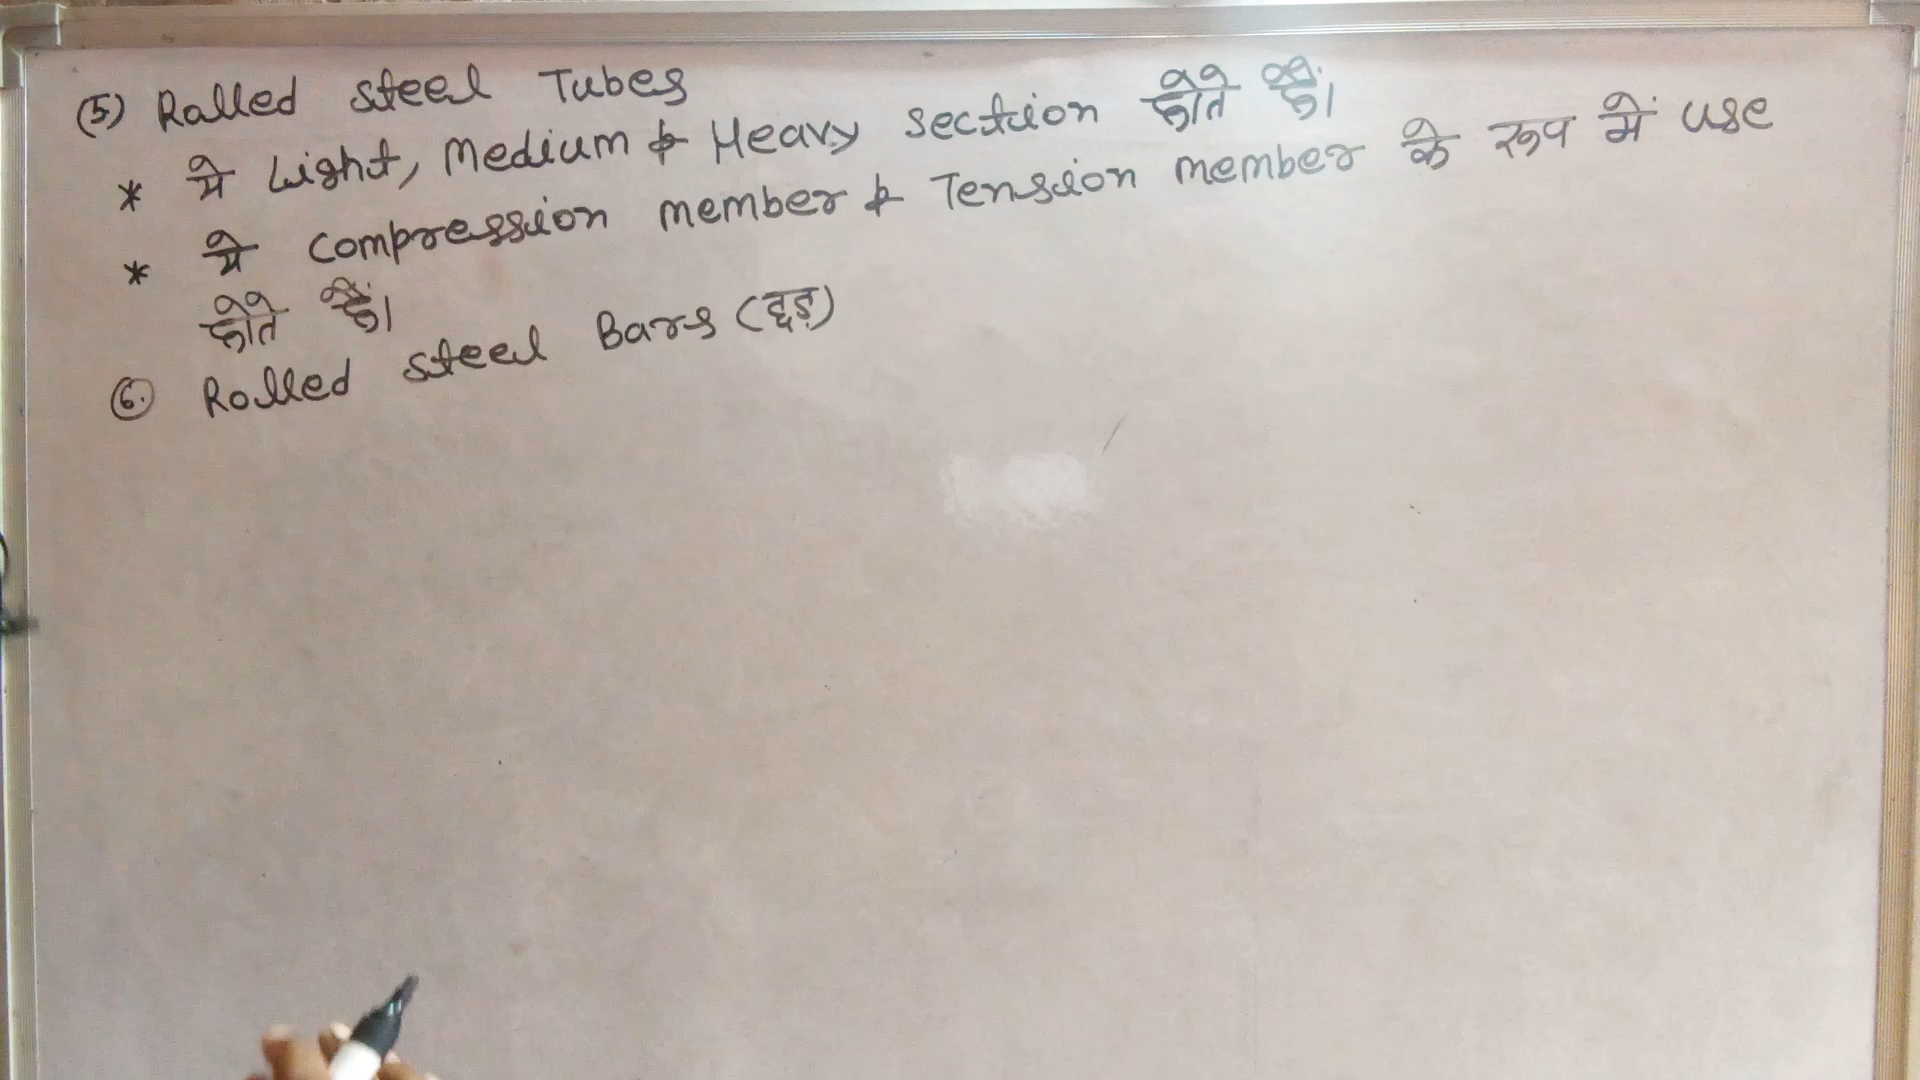 (5) Rolled steel Tubes
* ये Light, Medium & Heavy section होते हैं।
* ये compression member & Tension member के रूप में use
होते हैं।
6. Rolled steel Bars (छड़)